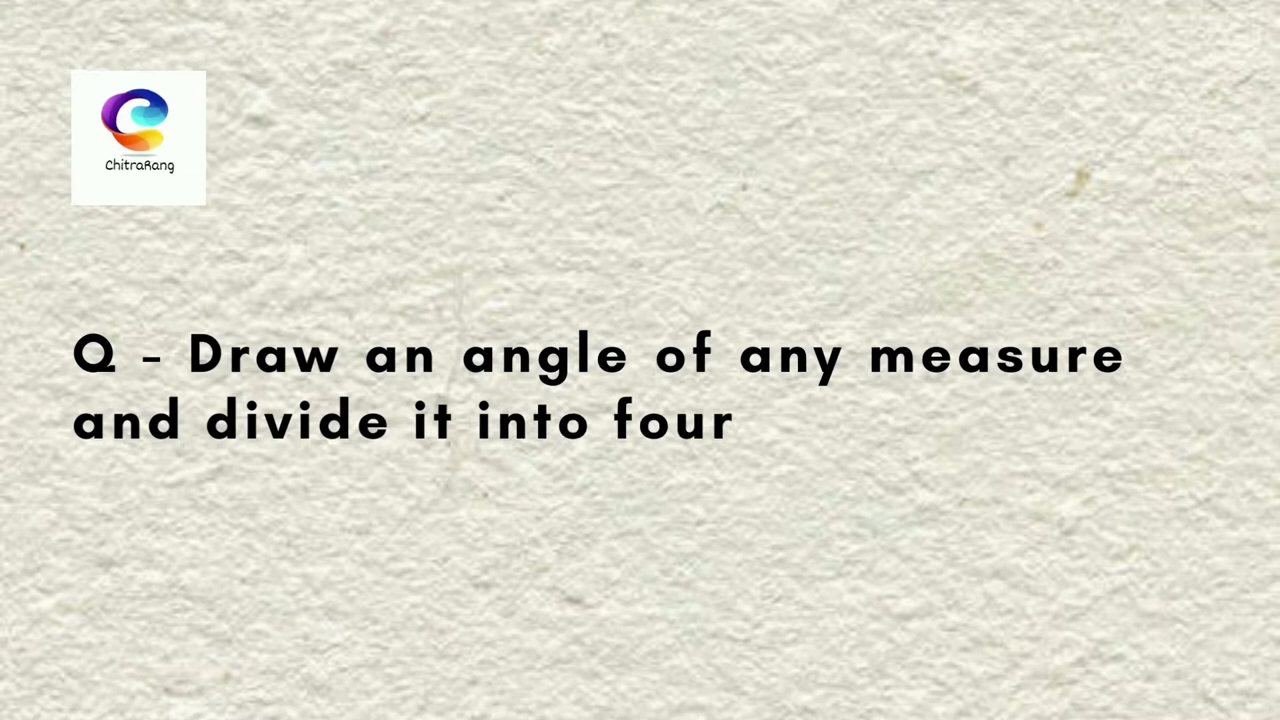 ChitraRang
Q - Draw an angle of any measure
and divide it into four